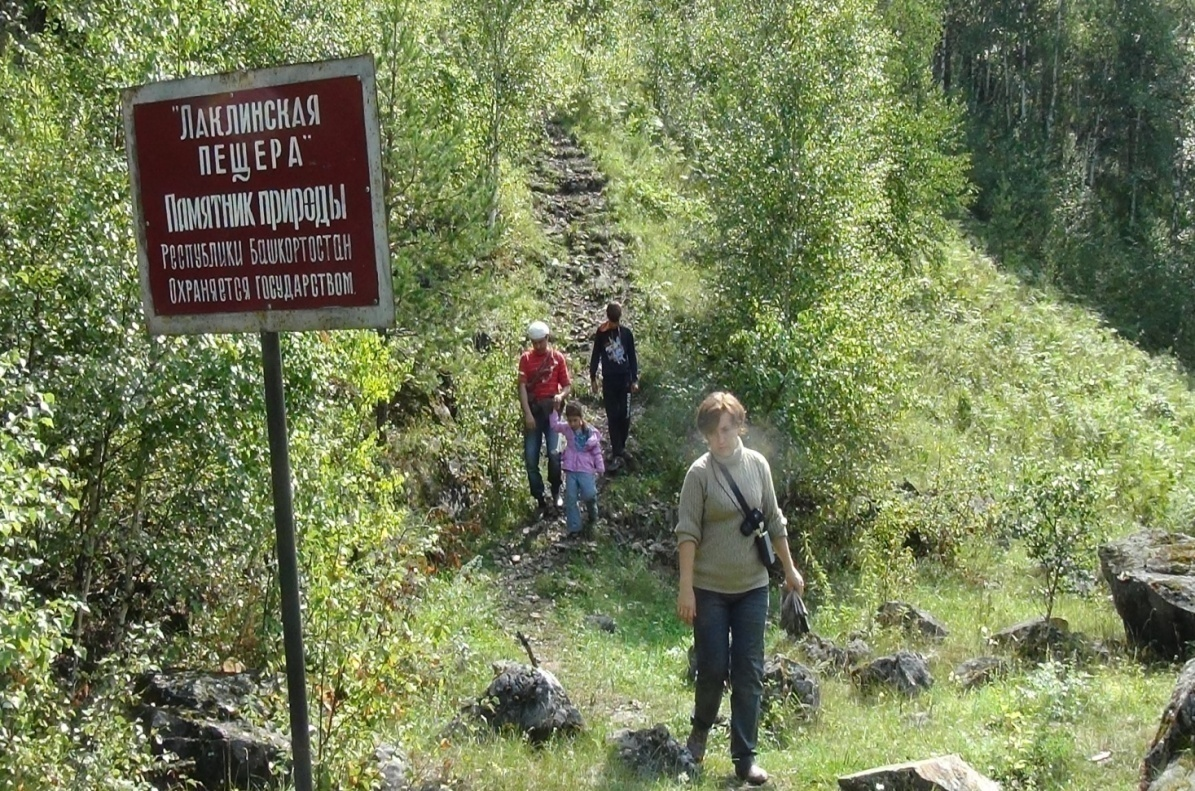 "Лаклинская
пещера"
Памятник природы
Республики Башкортостан
Охраняется государством.